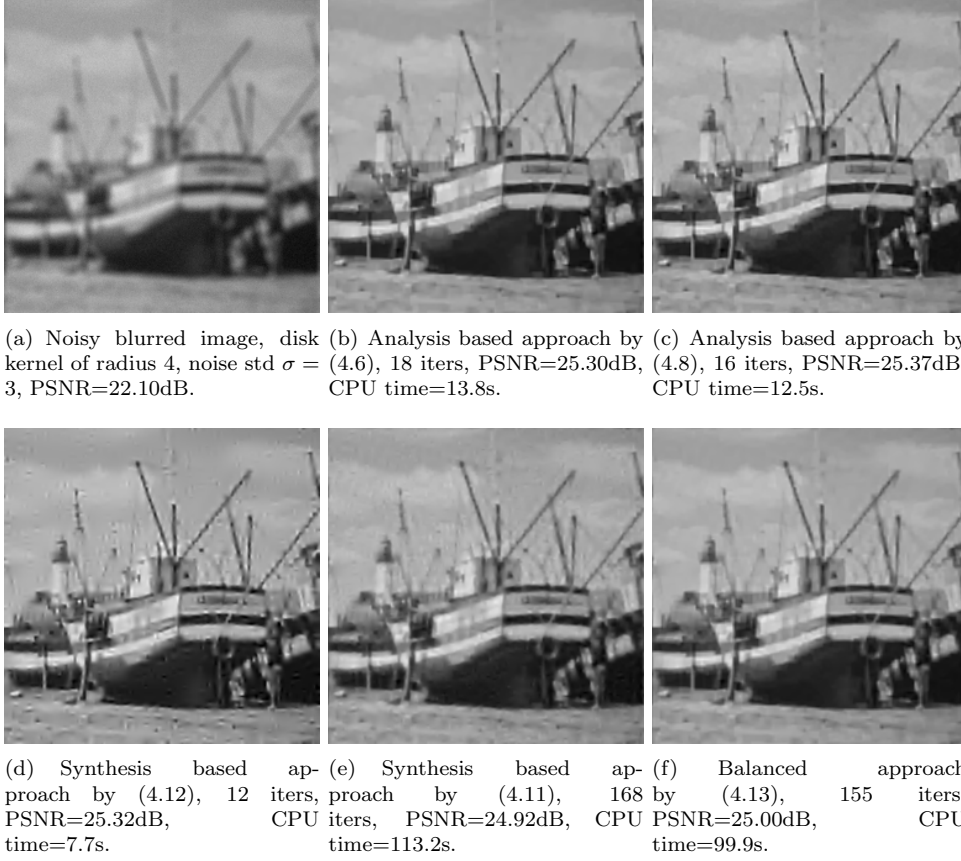 (a) Noisy blurred image, disk
kernel of radius 4, noise std σ =
3, PSNR=22.10dB.
(b) Analysis based approach by
(4.6), 18 iters, PSNR=25.30dB,
CPU time=13.8s.
(c) Analysis based approach by
(4.8), 16 iters, PSNR=25.37dB
CPU time=12.5s.
(d) Synthesis based ap-
proach by (4.12), 12 iters,
PSNR=25.32dB, CPU
time=7.7s.
(e) Synthesis based ap-
proach by (4.11), 168
iters, PSNR=24.92dB, CPU
time=113.2s.
(f) Balanced approach
by (4.13), 155 iters
PSNR=25.00dB, CPU
time=99.9s.